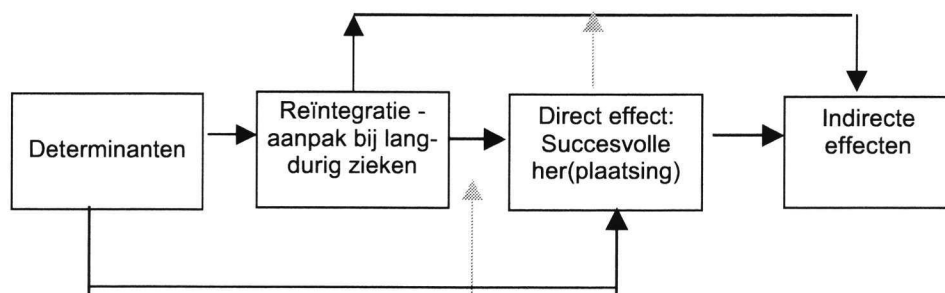 Determinanten
Reïntegratie -
aanpak bij lang-
durig zieken
Direct effect:
Succesvolle
her(plaatsing)
Indirecte
effecten